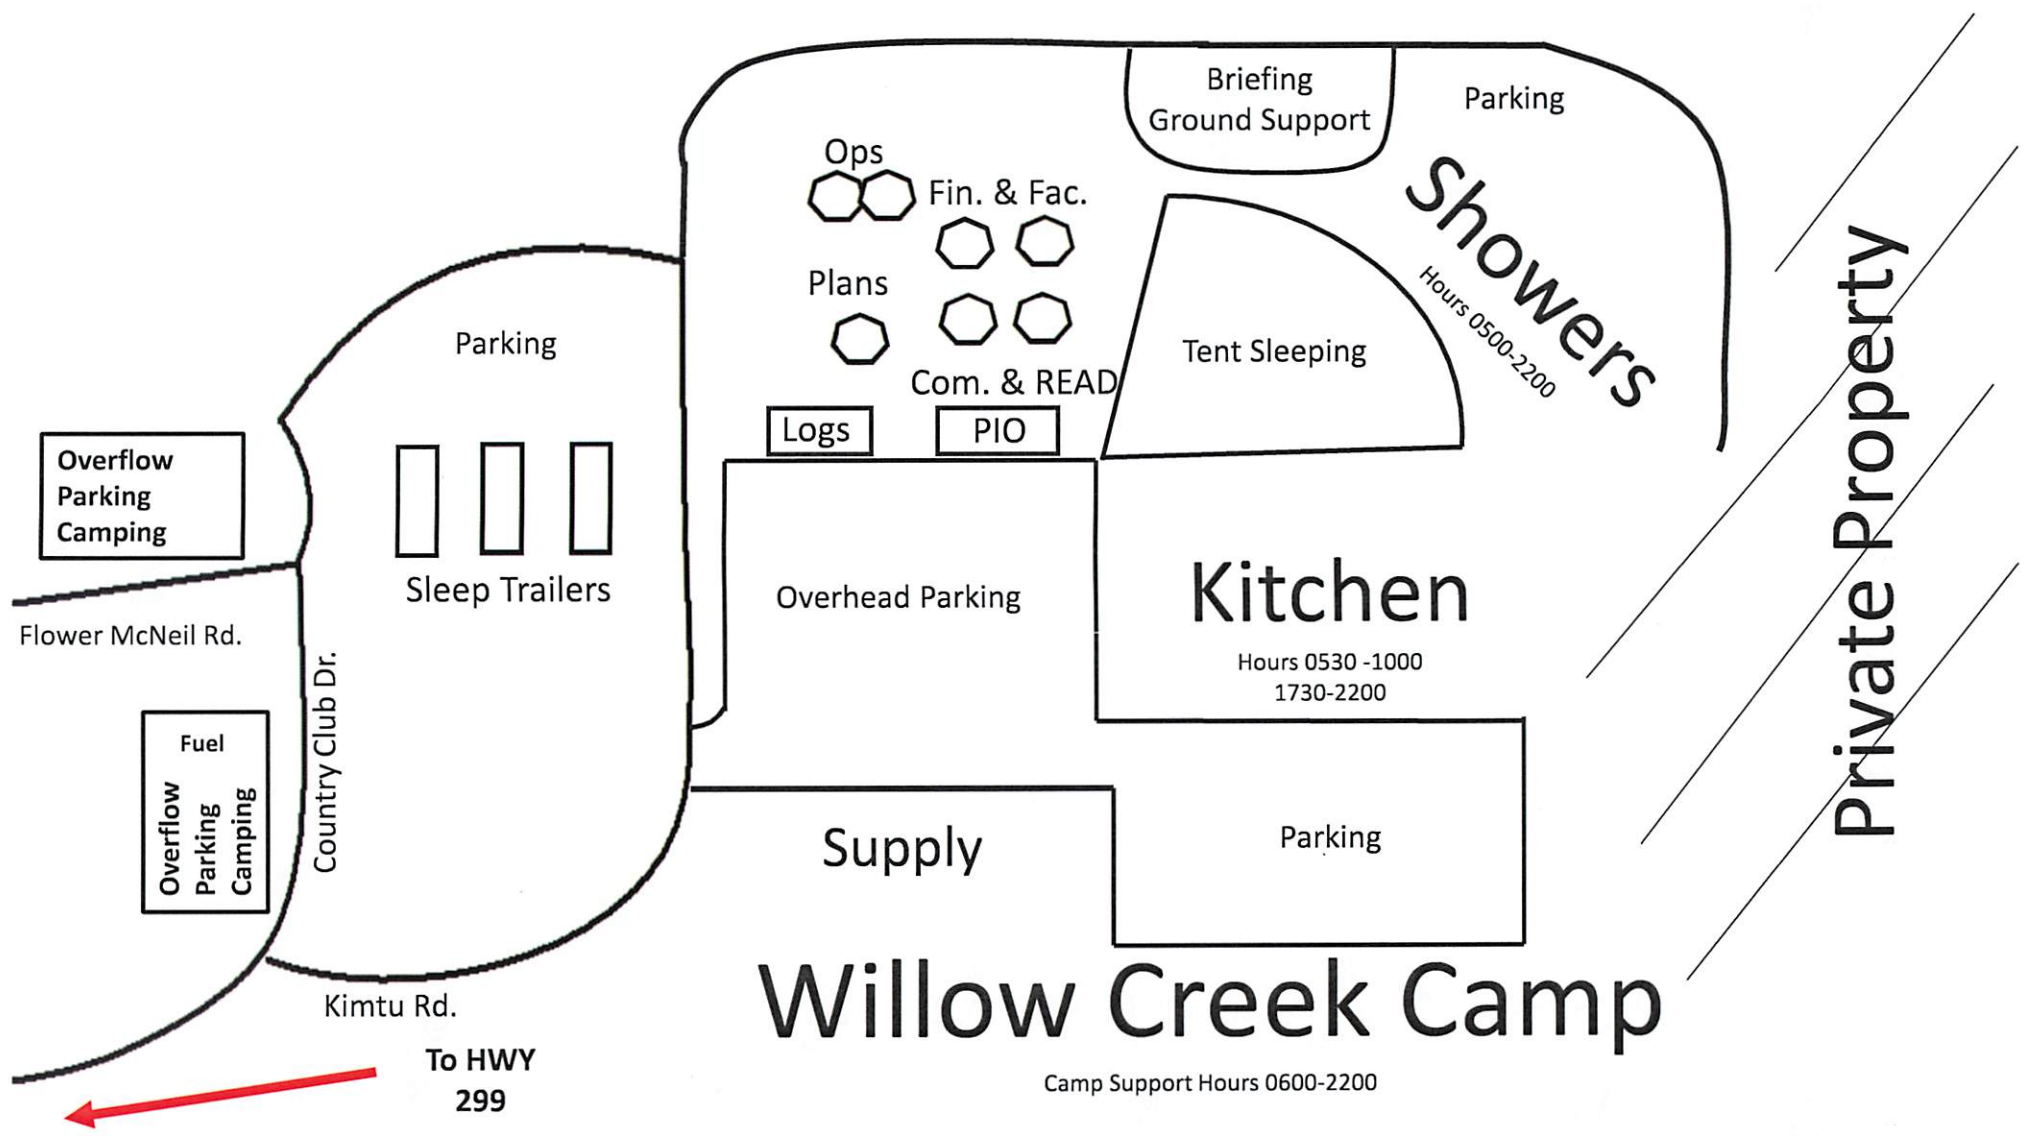 Briefing
Ground Support
Parking
Ops
Fin. & Fac.
Showers
Hours 0500-2200
Plans
Parking
Tent Sleeping
Com. & READ
Logs
PIO
Private Property
Overflow
Parking
Camping
Sleep Trailers
Overhead Parking
Kitchen
Hours 0530 -1000
1730-2200
Flower McNeil Rd.
Country Club Dr.
Fuel
Overflow
Parking
Camping
Supply
Parking
Kimtu Rd.
Willow Creek Camp
To HWY
299
Camp Support Hours 0600-2200